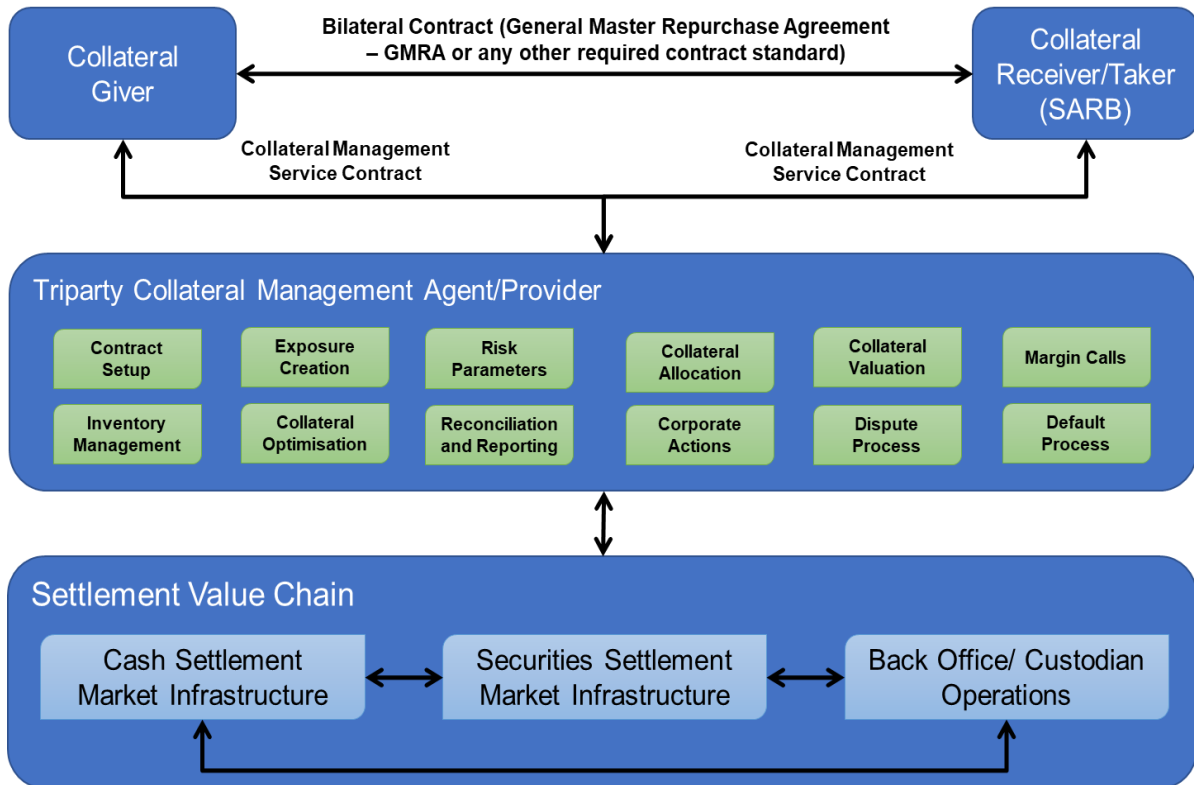 Collateral
Giver
Bilateral Contract (General Master Repurchase Agreement
– GMRA or any other required contract standard)
Collateral
Receiver/Taker
(SARB)
Collateral Management
Service Contract
Collateral Management
Service Contract
Triparty Collateral Management Agent/Provider
Contract
Setup
Exposure
Creation
Risk
Parameters
Collateral
Allocation
Collateral
Valuation
Margin Calls
Inventory
Management
Collateral
Optimisation
Reconciliation
and Reporting
Corporate
Actions
Dispute
Process
Default
Process
Settlement Value Chain
Cash Settlement
Market Infrastructure
Securities Settlement
Market Infrastructure
Back Office/ Custodian
Operations